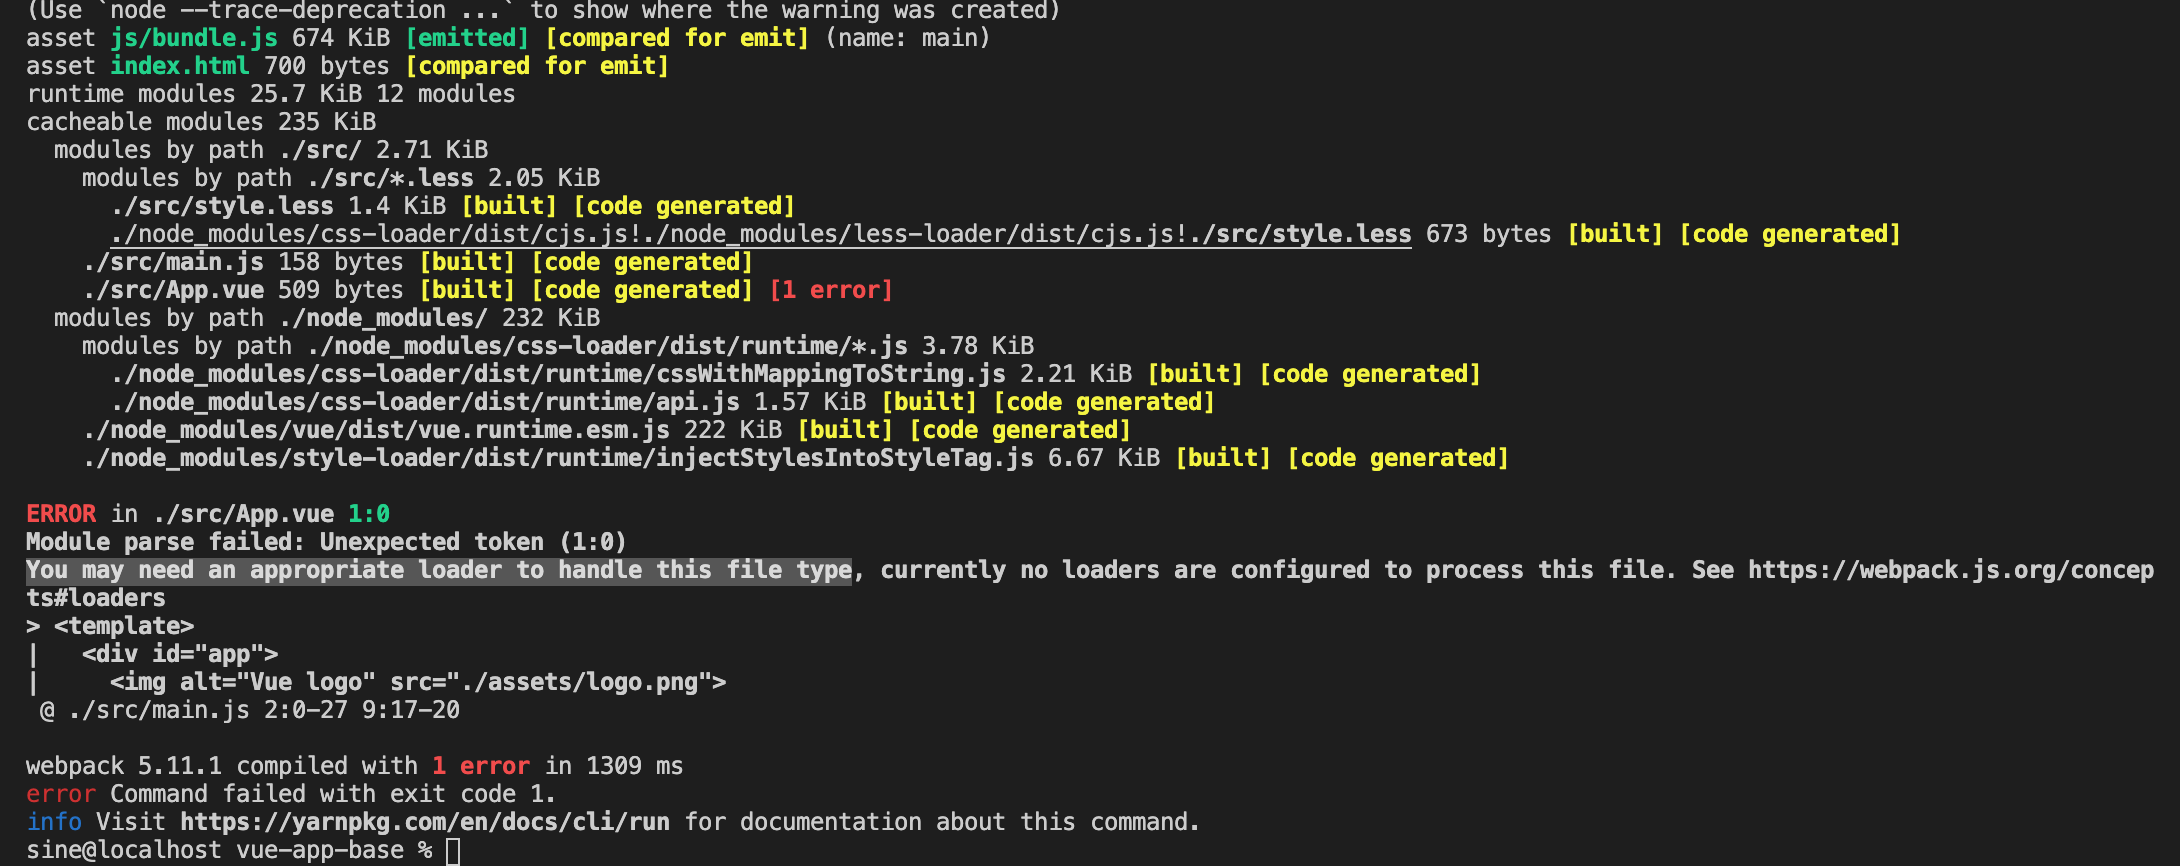 (Use `node --trace-deprecation ...` to show where the warning was created)
asset js/bundle.js 674 KiB [emitted] [compared for emit] (name: main)
asset index.html 700 bytes [compared for emit]
runtime modules 25.7 KiB 12 modules
cacheable modules 235 KiB
  modules by path ./src/ 2.71 KiB
    modules by path ./src/*.less 2.05 KiB
      ./src/style.less 1.4 KiB [built] [code generated]
      ./node_modules/css-loader/dist/cjs.js!./node_modules/less-loader/dist/cjs.js!./src/style.less 673 bytes [built] [code generated]
    ./src/main.js 158 bytes [built] [code generated]
    ./src/App.vue 509 bytes [built] [code generated] [1 error]
  modules by path ./node_modules/ 232 KiB
    modules by path ./node_modules/css-loader/dist/runtime/*.js 3.78 KiB
      ./node_modules/css-loader/dist/runtime/cssWithMappingToString.js 2.21 KiB [built] [code generated]
      ./node_modules/css-loader/dist/runtime/api.js 1.57 KiB [built] [code generated]
    ./node_modules/vue/dist/vue.runtime.esm.js 222 KiB [built] [code generated]
    ./node_modules/style-loader/dist/runtime/injectStylesIntoStyleTag.js 6.67 KiB [built] [code generated]

ERROR in ./src/App.vue 1:0
Module parse failed: Unexpected token (1:0)
You may need an appropriate loader to handle this file type, currently no loaders are configured to process this file. See https://webpack.js.org/concep
ts#loaders
> <template>
|   <div id="app">
|     <img alt="Vue logo" src="./assets/logo.png">
 @ ./src/main.js 2:0-27 9:17-20

webpack 5.11.1 compiled with 1 error in 1309 ms
error Command failed with exit code 1.
info Visit https://yarnpkg.com/en/docs/cli/run for documentation about this command.
sine@localhost vue-app-base %